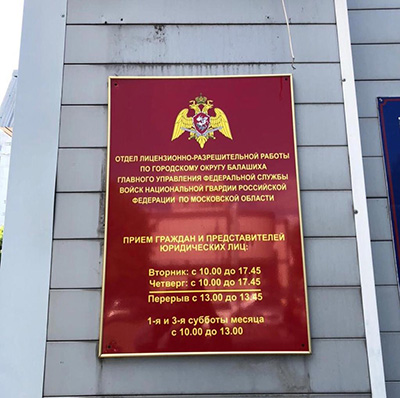 ОТДЕЛ ЛИЦЕНЗИОННО-РАЗРЕШИТЕЛЬНОЙ РАБОТЫ
ПО ГОРОДСКОМУ ОКРУГУ БАЛАШИХА
ГЛАВНОГО УПРАВЛЕНИЯ ФЕДЕРАЛЬНОЙ СЛУЖБЫ
ВОЙСК НАЦИОНАЛЬНОЙ ГВАРДИИ РОССИЙСКОЙ
ФЕДЕРАЦИИ ПО МОСКОВСКОЙ ОБЛАСТИ
ПРИЕМ ГРАЖДАН И ПРЕДСТАВИТЕЛЕЙ
ЮРИДИЧЕСКИХ ЛИЦ:
Вторник: с 10.00 до 17.45
Четверг: с 10.00 до 17.45
Перерыв с 13.00 до 13.45
1-я и 3-я субботы месяца
с 10.00 до 13.00